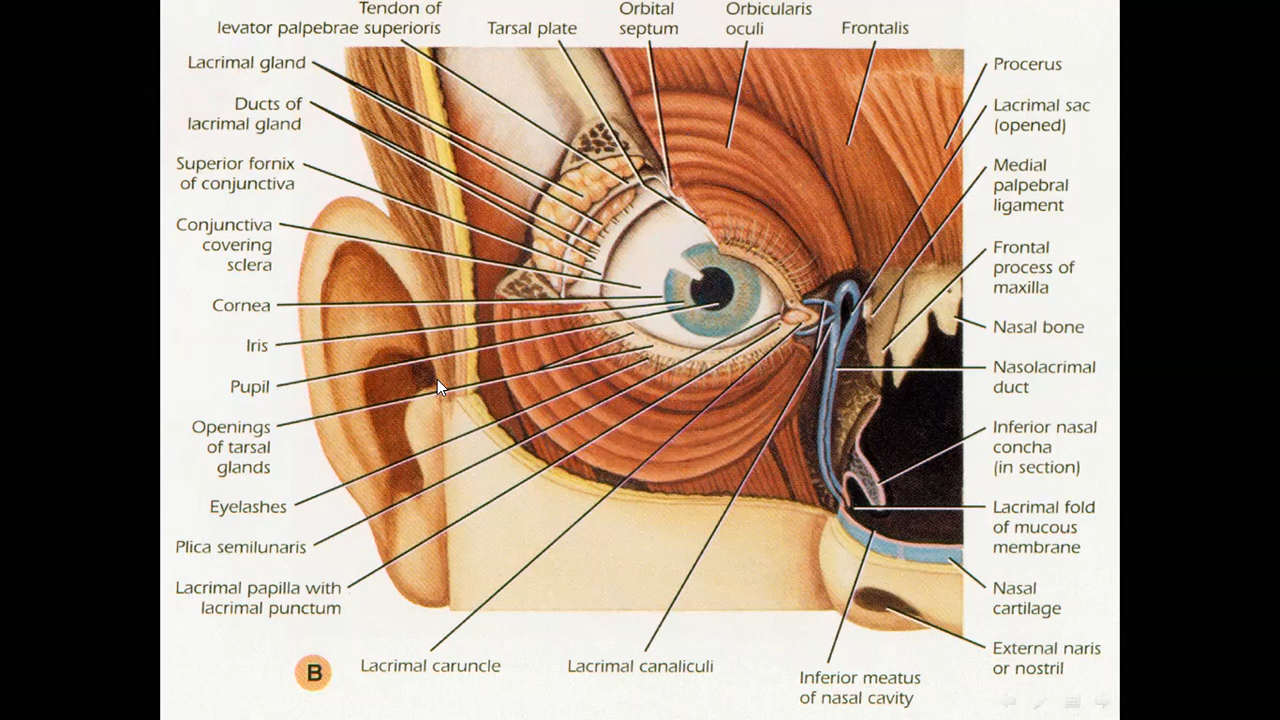 Tendon of
levator palpebrae superioris
Tarsal plate
Orbital
septum
Orbicularis
oculi
Frontalis
Lacrimal gland
Ducts of
lacrimal gland
Superior fornix
of conjunctiva
Conjunctiva
covering
sclera
Cornea
Iris
Pupil
Openings
of tarsal
glands
Eyelashes
Plica semilunaris
Lacrimal papilla with
lacrimal punctum
Procerus
Lacrimal sac
(opened)
Medial
palpebral
ligament
Frontal
process of
maxilla
Nasal bone
Nasolacrimal
duct
Inferior nasal
concha
(in section)
Lacrimal fold
of mucous
membrane
Nasal
cartilage
External naris
or nostril
B
Lacrimal caruncle
Lacrimal canaliculi
Inferior meatus
of nasal cavity